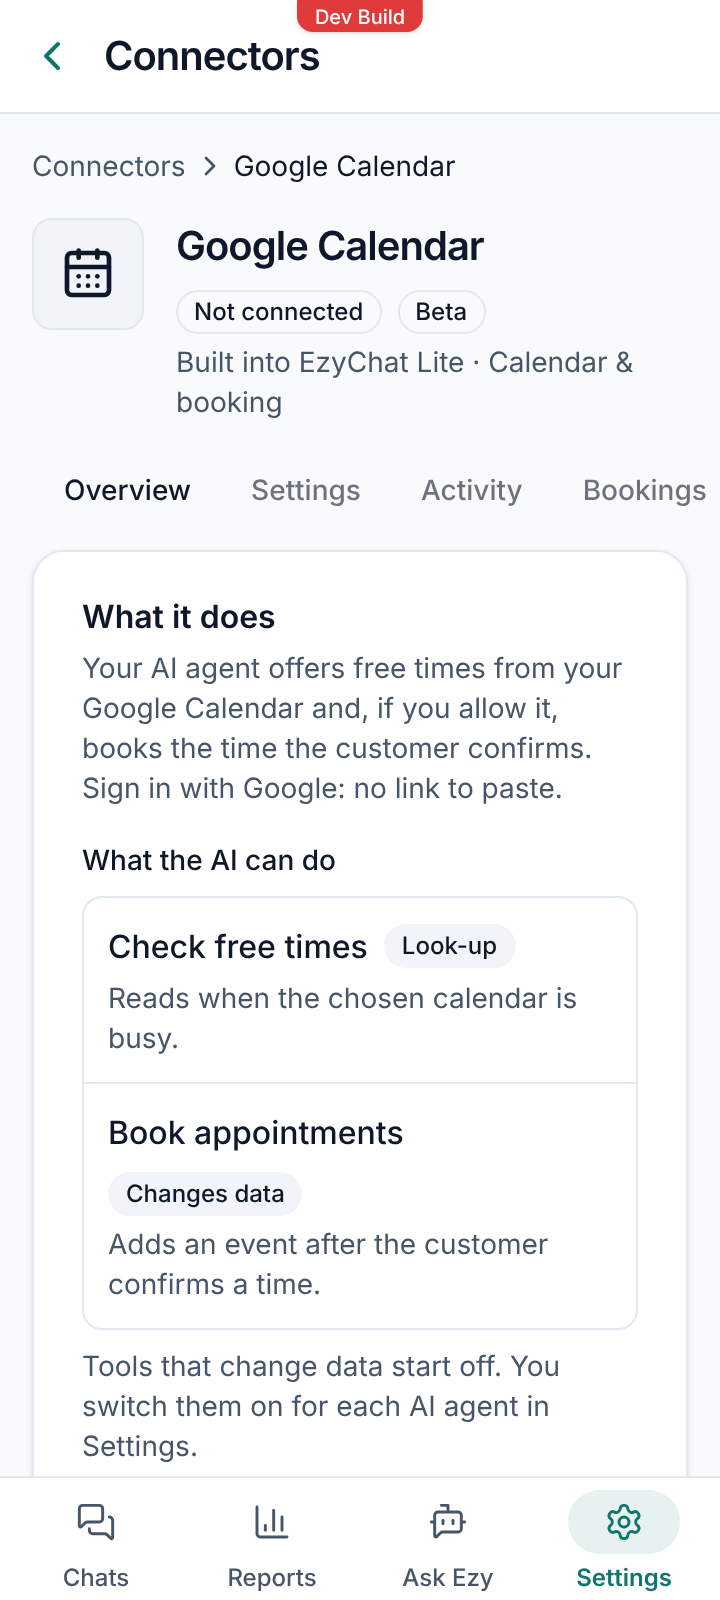 Dev Build
Connectors
Connectors > Google Calendar
Google Calendar
Not connected Beta
Built into EzyChat Lite · Calendar &
booking
Overview Settings Activity Bookings
What it does
Your AI agent offers free times from your
Google Calendar and, if you allow it,
books the time the customer confirms.
Sign in with Google: no link to paste.
What the AI can do
Check free times Look-up
Reads when the chosen calendar is
busy.
Book appointments
Changes data
Adds an event after the customer
confirms a time.
Tools that change data start off. You
switch them on for each AI agent in
Settings.
Chats Reports Ask Ezy Settings